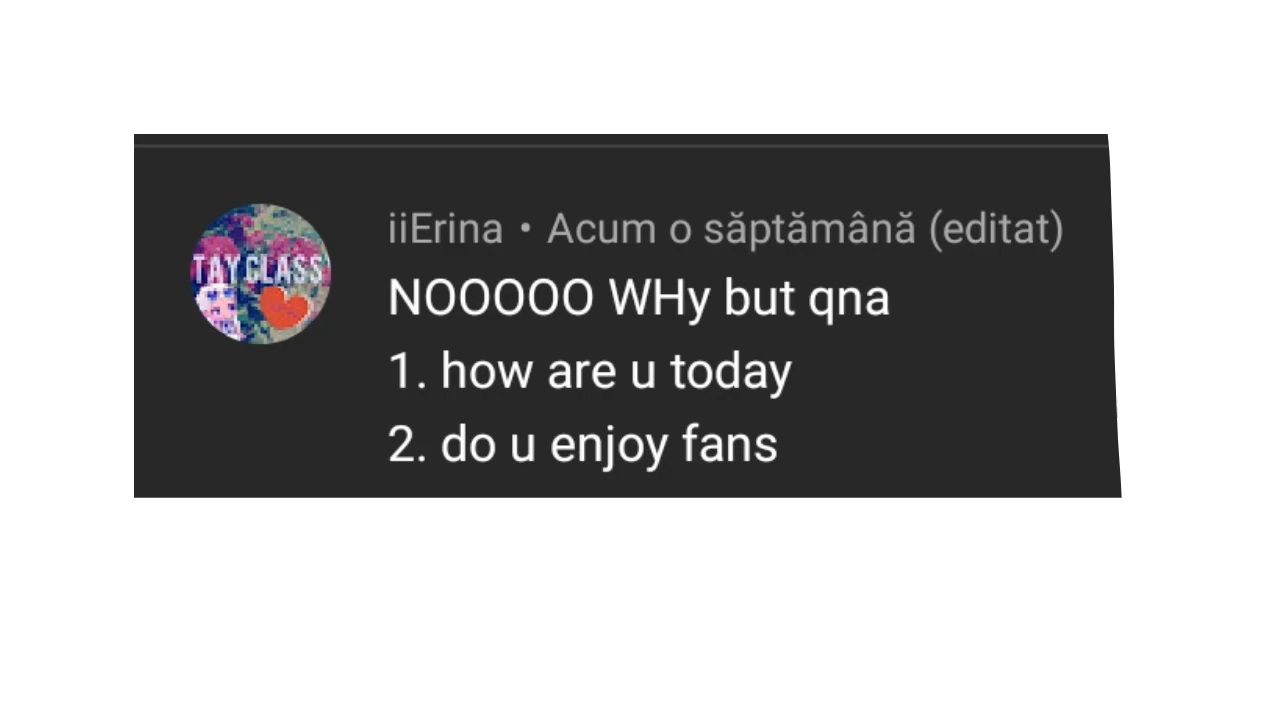 TAY CLASS
iiErina • Acum o săptămână (editat)
NOOOOO WHy but qna
1. how are u today
2. do u enjoy fans